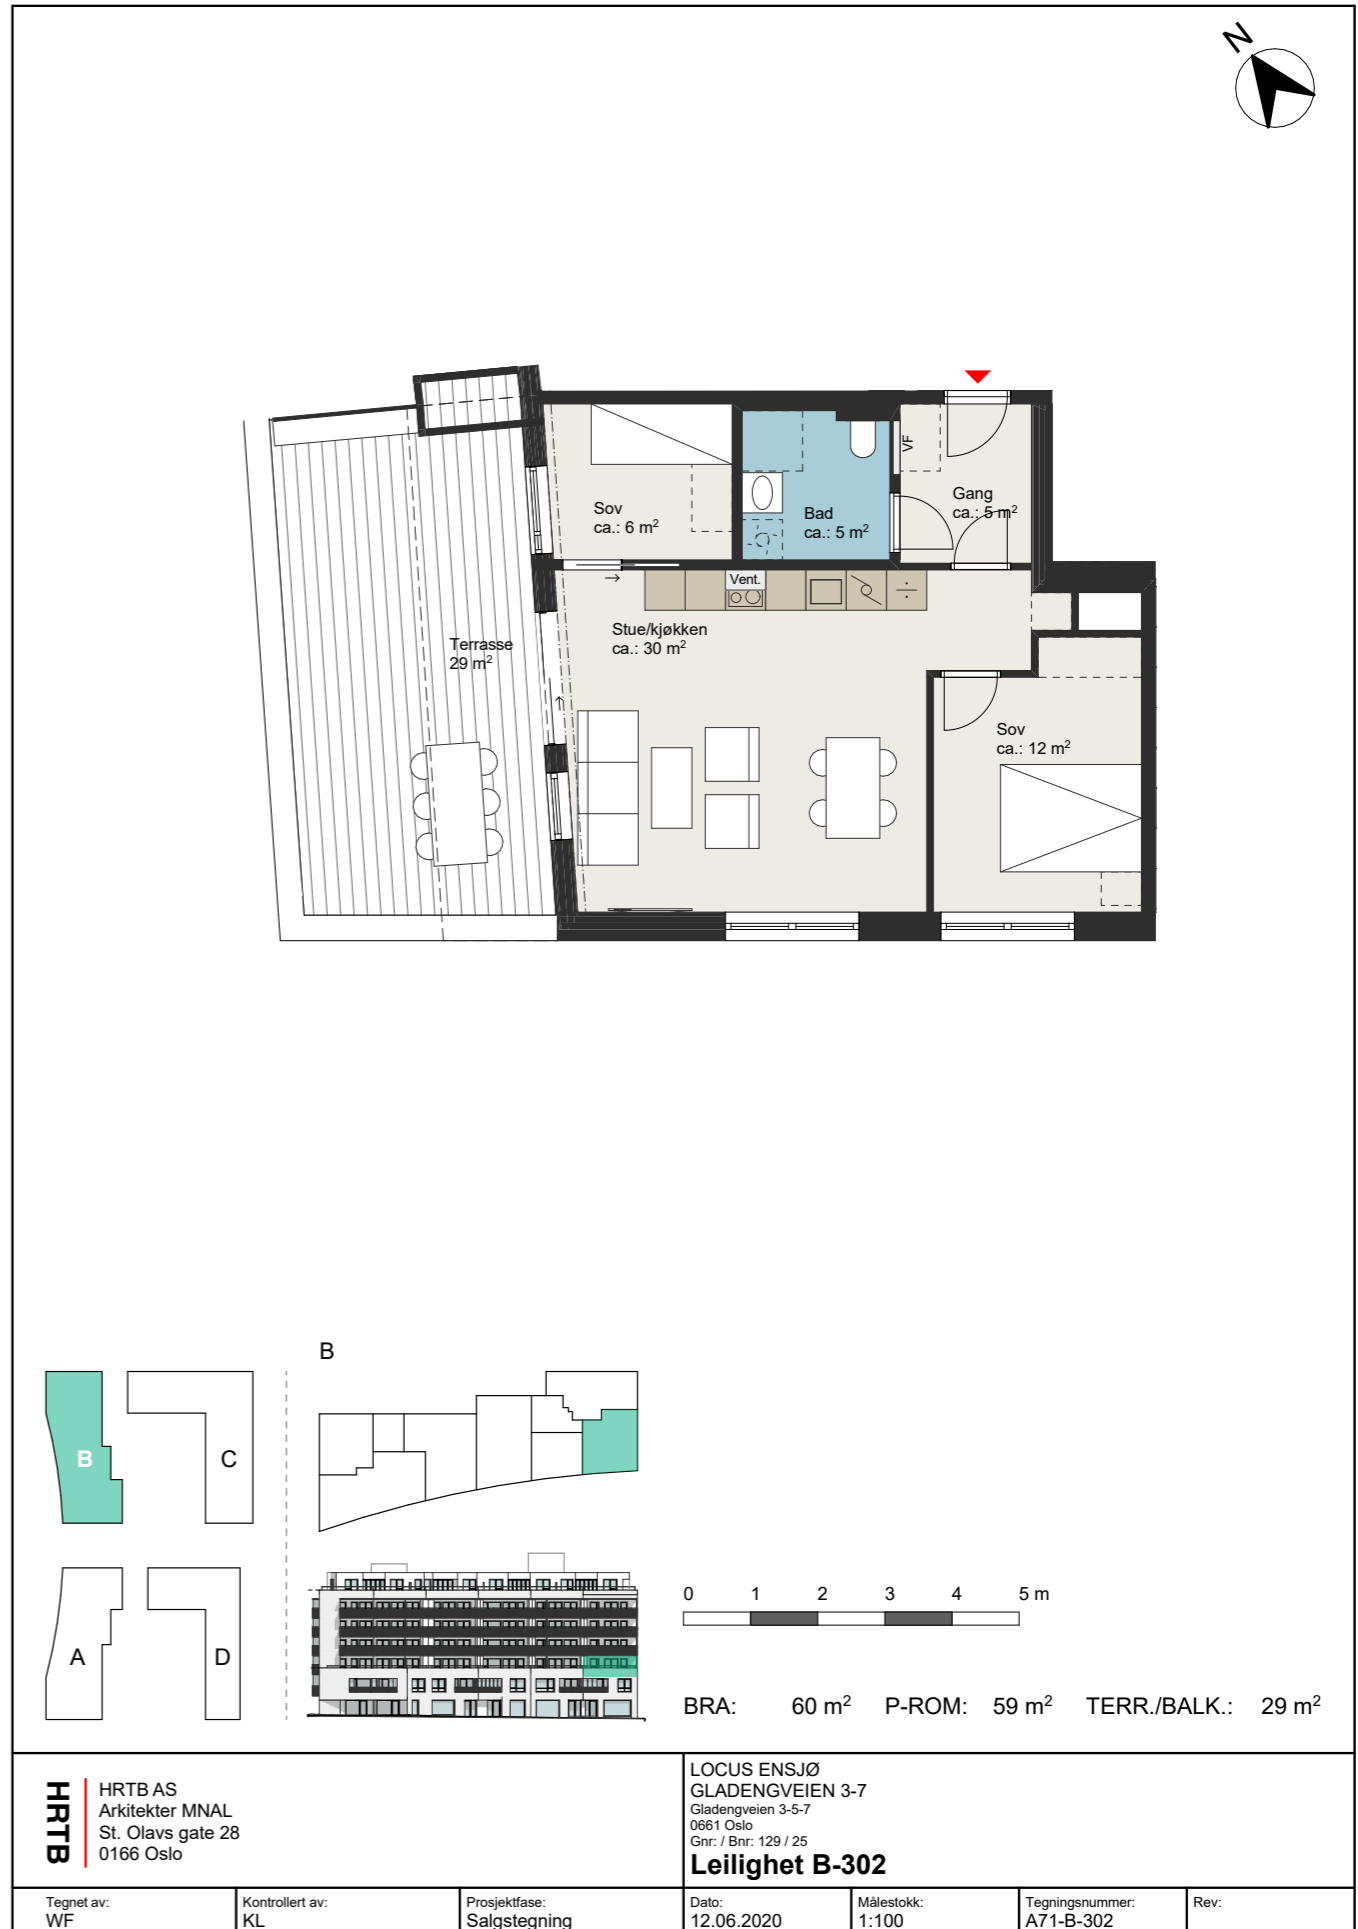 N
VF
Gang
ca.: 5 m²
Sov
ca.: 6 m²
Bad
ca.: 5 m²
Vent.
Stue/kjøkken
ca.: 30 m²
Terrasse
29 m²
Sov
ca.: 12 m²
B
B
C
A
D
0 1 2 3 4 5 m
BRA: 60 m² P-ROM: 59 m² TERR./BALK.: 29 m²
HRTB
HRTB AS
Arkitekter MNAL
St. Olavs gate 28
0166 Oslo
LOCUS ENSJØ
GLADENGVEIEN 3-7
Gladengveien 3-5-7
0661 Oslo
Gnr: / Bnr: 129 / 25
Leilighet B-302
Tegnet av:
WF
Kontrollert av:
KL
Prosjektfase:
Salgstegning
Dato:
12.06.2020
Målestokk:
1:100
Tegningsnummer:
A71-B-302
Rev: